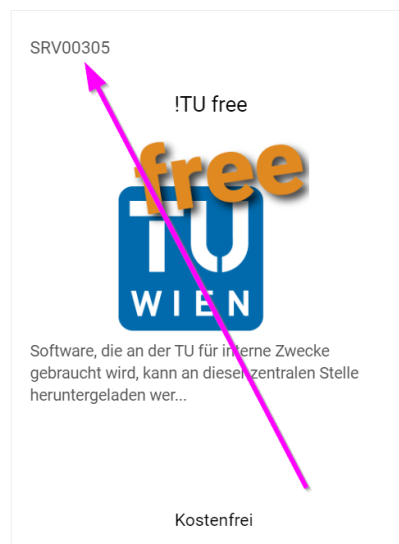 SRV00305
!TU free
free
TU
WIEN
Software, die an der TU für interne Zwecke
gebraucht wird, kann an dieser zentralen Stelle
heruntergeladen wer...
Kostenfrei